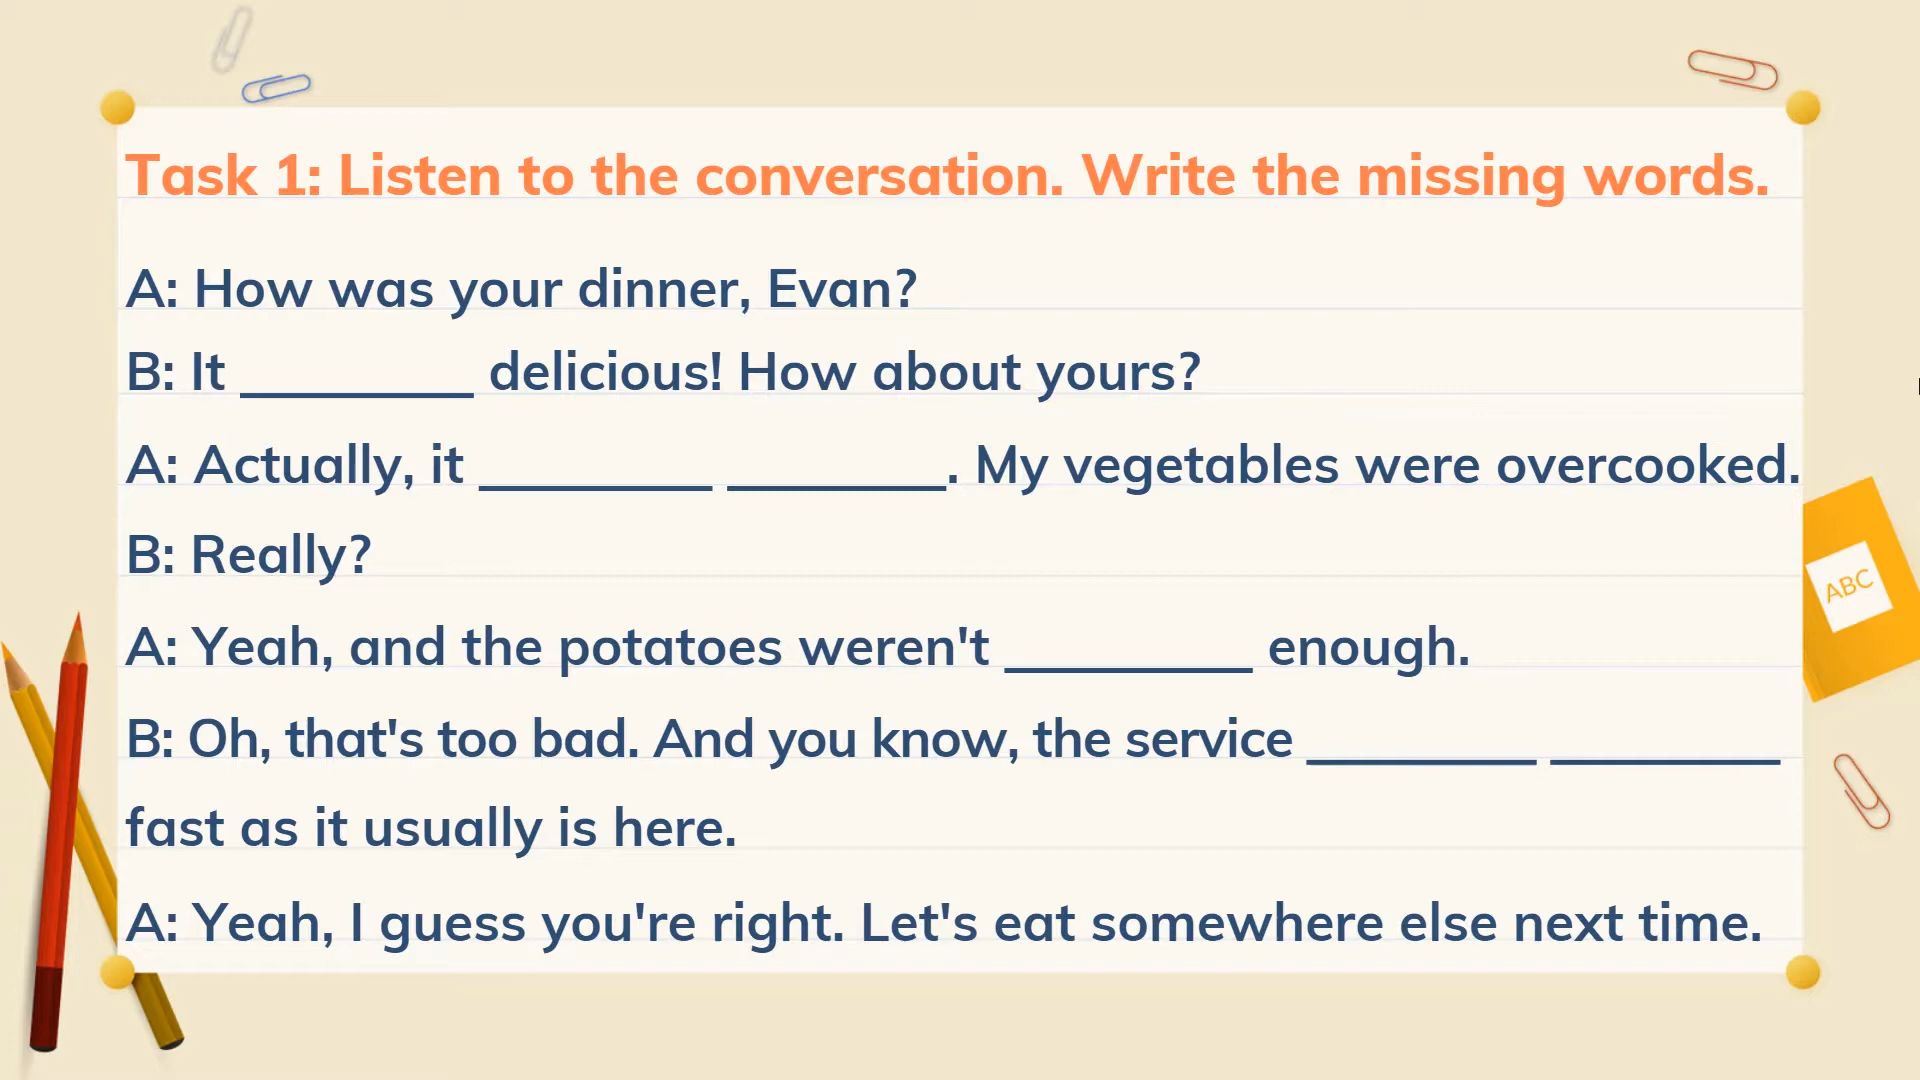 Task 1: Listen to the conversation. Write the missing words.
A: How was your dinner, Evan?
B: It ________ delicious! How about yours?
A: Actually, it ________ ________. My vegetables were overcooked.
B: Really?
A: Yeah, and the potatoes weren't ________ enough.
B: Oh, that's too bad. And you know, the service ________ ________
fast as it usually is here.
A: Yeah, I guess you're right. Let's eat somewhere else next time.
ABC